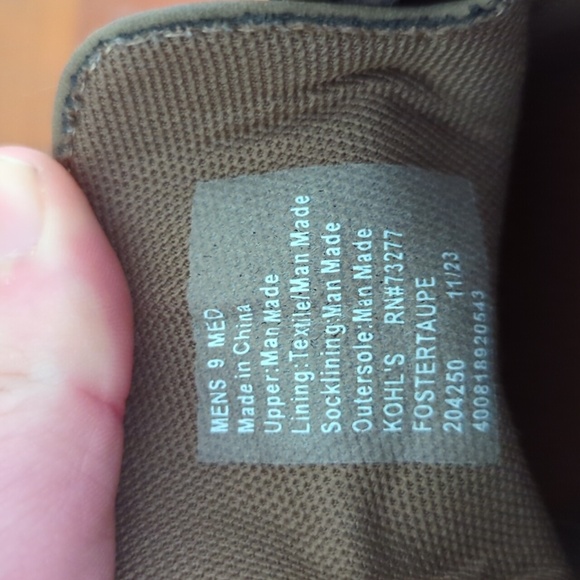 MENS 9 MED
Made in China
Upper:Man Made
Lining:Textile/Man Made
Socklining:Man Made
Outersole:Man Made
KOHL'S RN#73277
FOSTERTAUPE
204250 11/23
400818920543